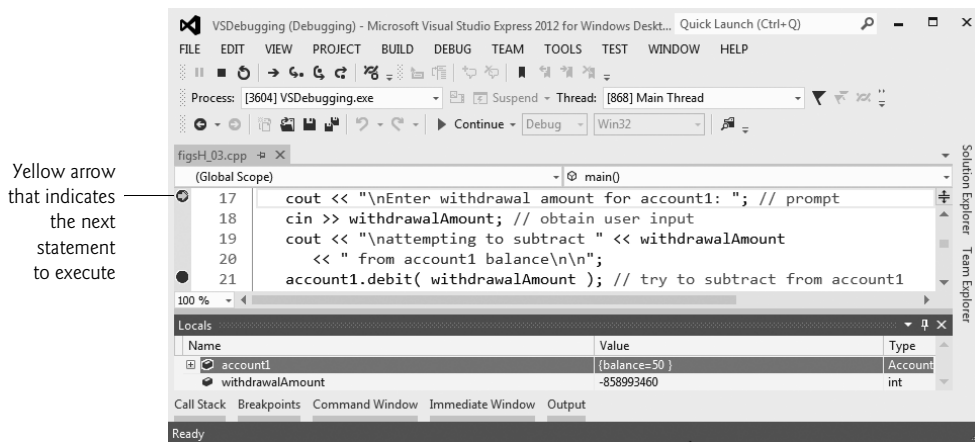 VSDebugging (Debugging) - Microsoft Visual Studio Express 2012 for Windows Deskt... Quick Launch (Ctrl+Q)
FILE EDIT VIEW PROJECT BUILD DEBUG TEAM TOOLS TEST WINDOW HELP
Process: [3604] VSDebugging.exe Suspend Thread: [868] Main Thread
Continue Debug Win32
figsH_03.cpp
(Global Scope) main()
Yellow arrow
that indicates
the next
statement
to execute
17 cout << "\nEnter withdrawal amount for account1: "; // prompt
18 cin >> withdrawalAmount; // obtain user input
19 cout << "\nattempting to subtract " << withdrawalAmount
20 << " from account1 balance\n\n";
21 account1.debit( withdrawalAmount ); // try to subtract from account1
100 %
Solution Explorer
Team Explorer
Locals
Name Value Type
account1 {balance=50 } Account
withdrawalAmount -858993460 int
Call Stack Breakpoints Command Window Immediate Window Output
Ready